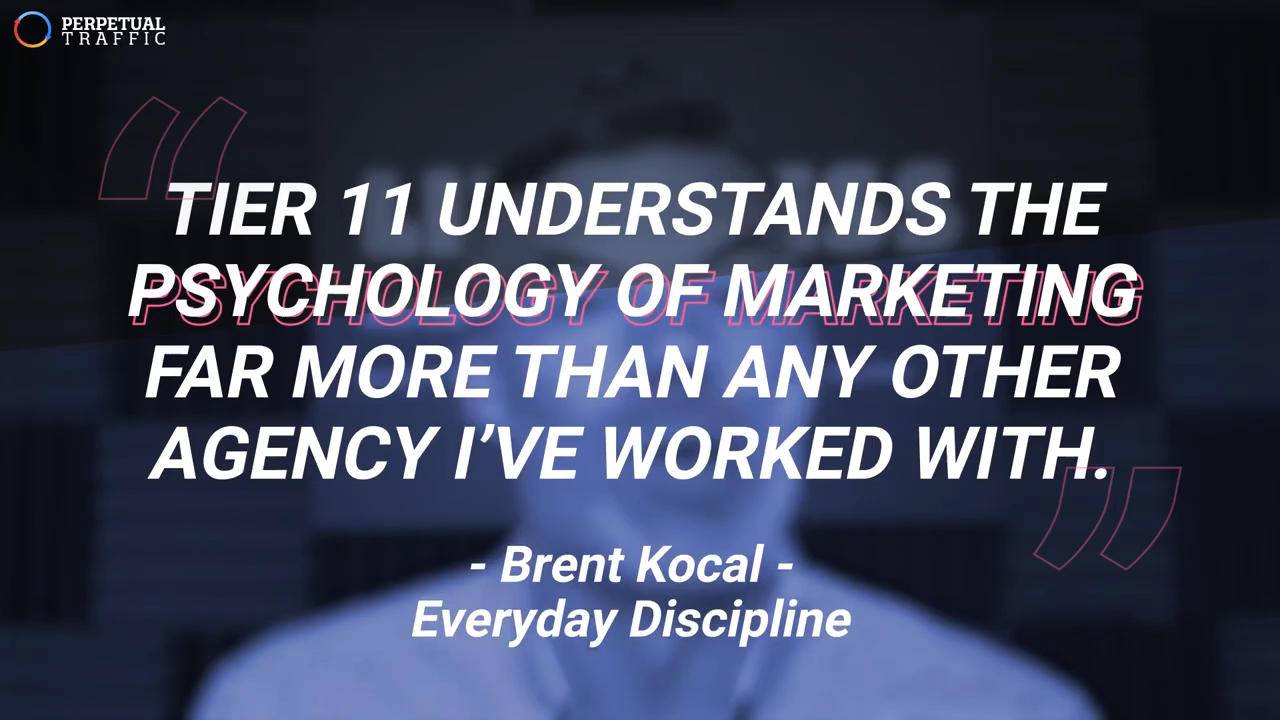 PERPETUAL
TRAFFIC
TIER 11 UNDERSTANDS THE
PSYCHOLOGY OF MARKETING
FAR MORE THAN ANY OTHER
AGENCY I’VE WORKED WITH.
- Brent Kocal -
Everyday Discipline